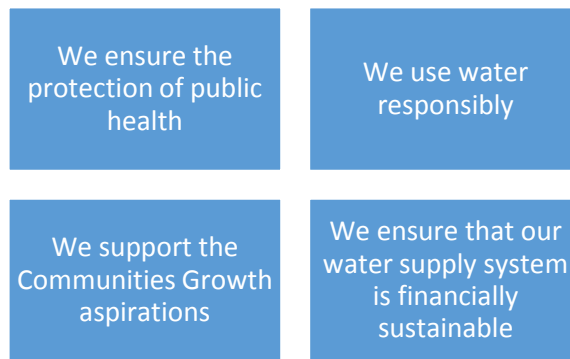 We ensure the
protection of public
health
We use water
responsibly
We support the
Communities Growth
aspirations
We ensure that our
water supply system
is financially
sustainable